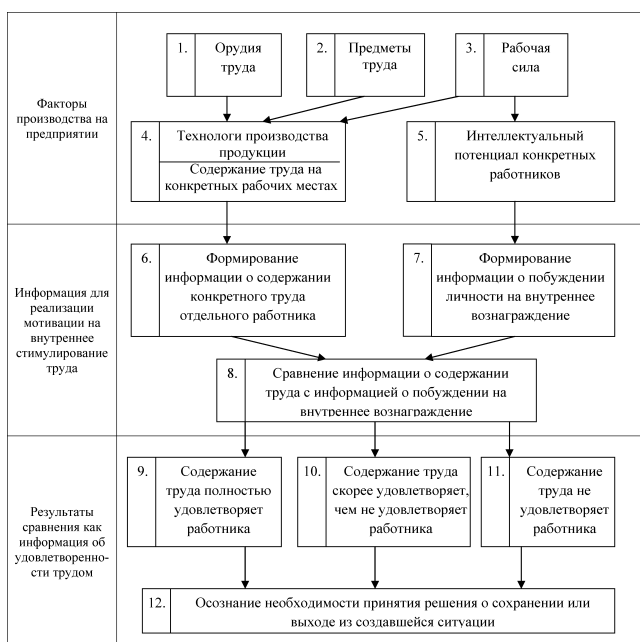 Факторы
производства на
предприятии
1. Орудия
труда
2. Предметы
труда
3. Рабочая
сила
4. Технологи производства
продукции
Содержание труда на
конкретных рабочих местах
5. Интеллектуальный
потенциал конкретных
работников
Информация для
реализации
мотивации на
внутреннее
стимулирование
труда
6. Формирование
информации о содержании
конкретного труда
отдельного работника
7. Формирование
информации о побуждении
личности на внутреннее
вознаграждение
8. Сравнение информации о содержании
труда с информацией о побуждении на
внутреннее вознаграждение
Результаты
сравнения как
информация об
удовлетворенно-
сти трудом
9. Содержание
труда полностью
удовлетворяет
работника
10. Содержание труда
скорее удовлетворяет,
чем не удовлетворяет
работника
11. Содержание
труда не
удовлетворяет
работника
12. Осознание необходимости принятия решения о сохранении или
выходе из создавшейся ситуации